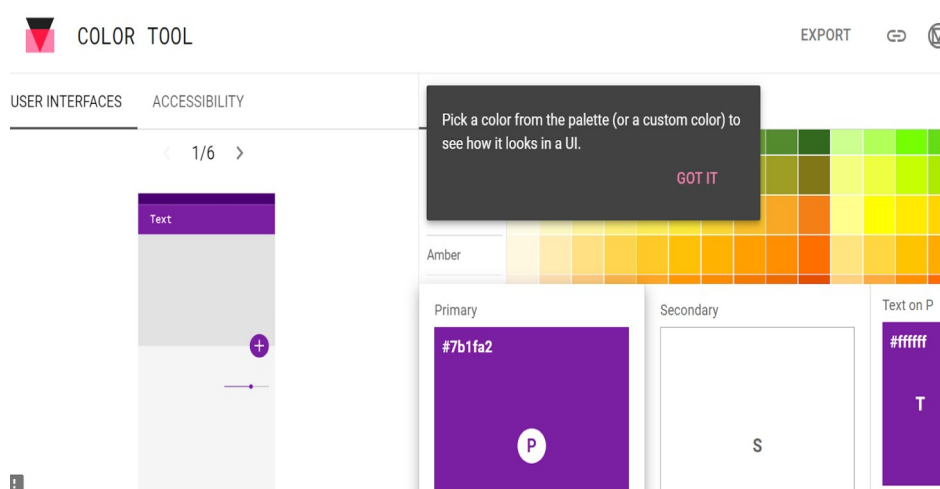 COLOR TOOL
EXPORT
USER INTERFACES
ACCESSIBILITY
1/6
Text
Pick a color from the palette (or a custom color) to
see how it looks in a UI.
GOT IT
Amber
Primary
#7b1fa2
P
Secondary
S
Text on P
#ffffff
T